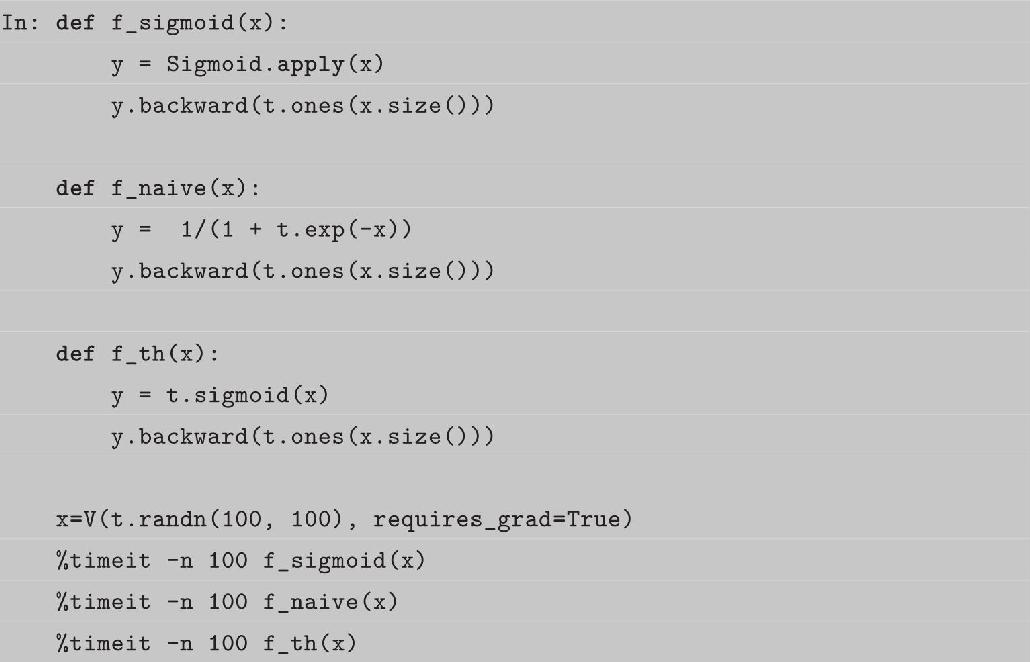 In: def f_sigmoid(x):
        y = Sigmoid.apply(x)
        y.backward(t.ones(x.size()))

    def f_naive(x):
        y =  1/(1 + t.exp(-x))
        y.backward(t.ones(x.size()))

    def f_th(x):
        y = t.sigmoid(x)
        y.backward(t.ones(x.size()))

    x=V(t.randn(100, 100), requires_grad=True)
    %timeit -n 100 f_sigmoid(x)
    %timeit -n 100 f_naive(x)
    %timeit -n 100 f_th(x)